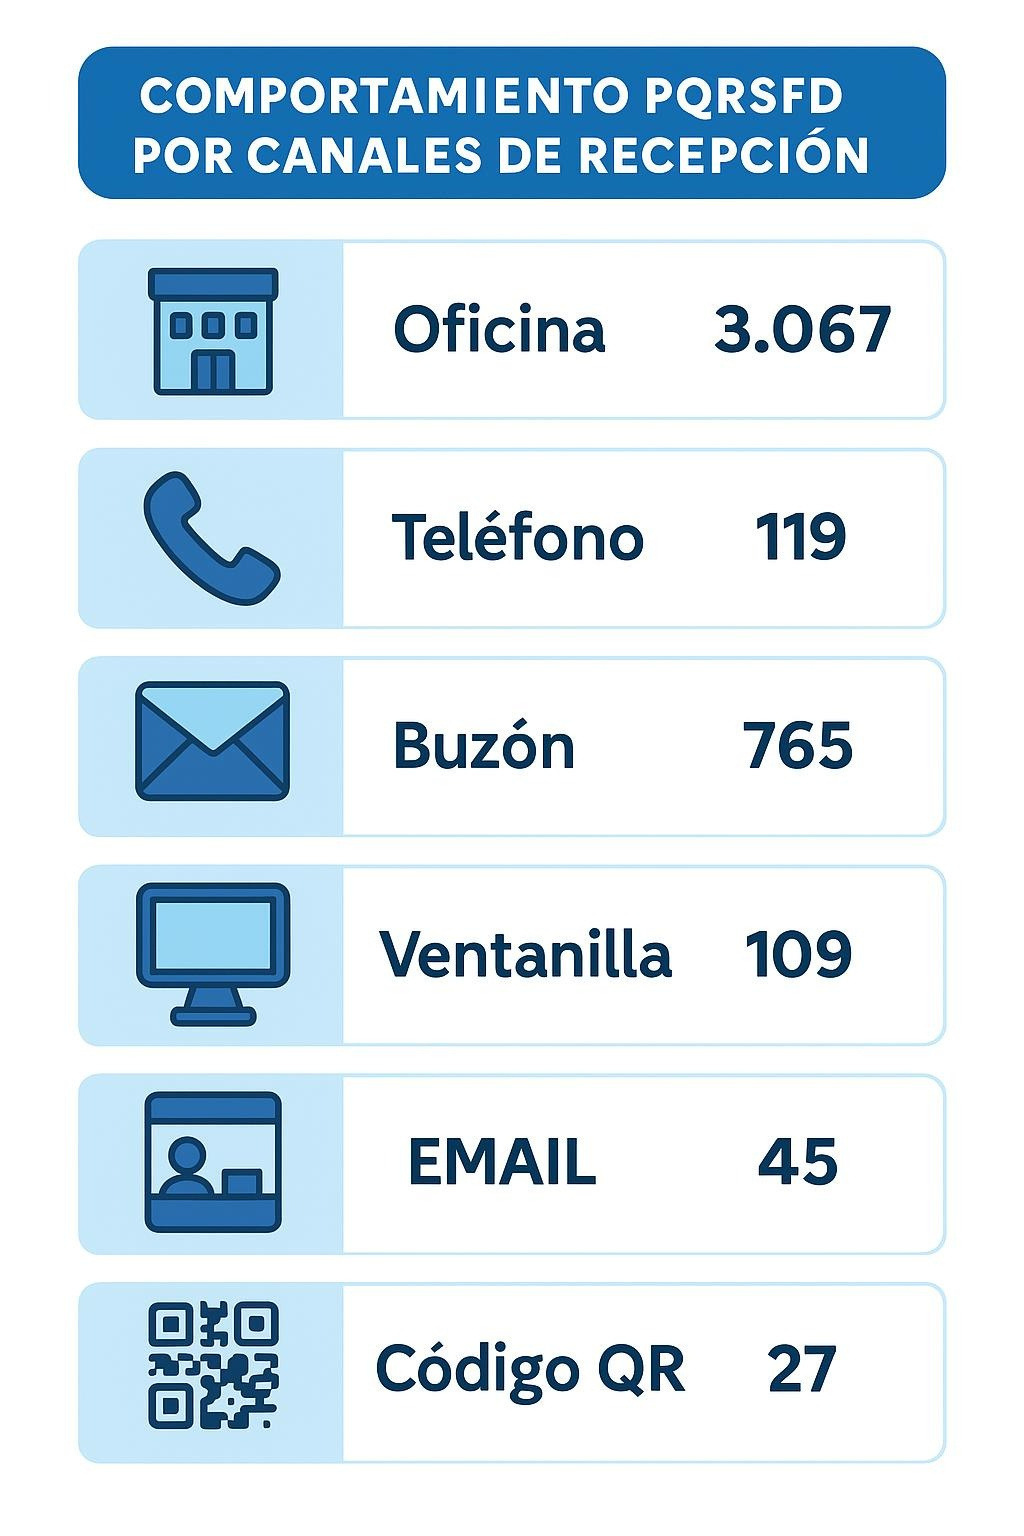 COMPORTAMIENTO PQRSFD
POR CANALES DE RECEPCIÓN
Oficina 3.067
Teléfono 119
Buzón 765
Ventanilla 109
EMAIL 45
Código QR 27